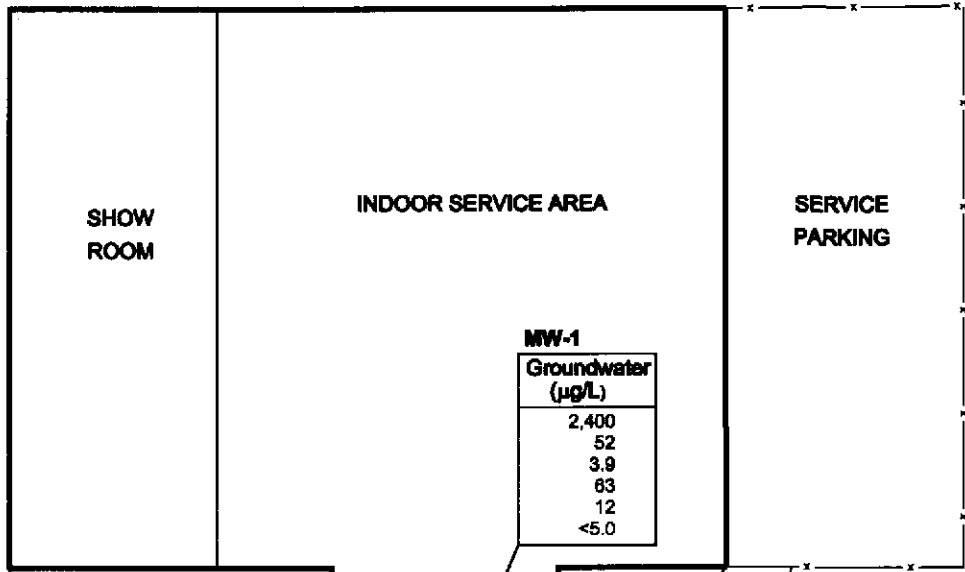 SHOW
ROOM
INDOOR SERVICE AREA
SERVICE
PARKING
MW-1
Groundwater
(µg/L)
2,400
52
3.9
63
12
<5.0